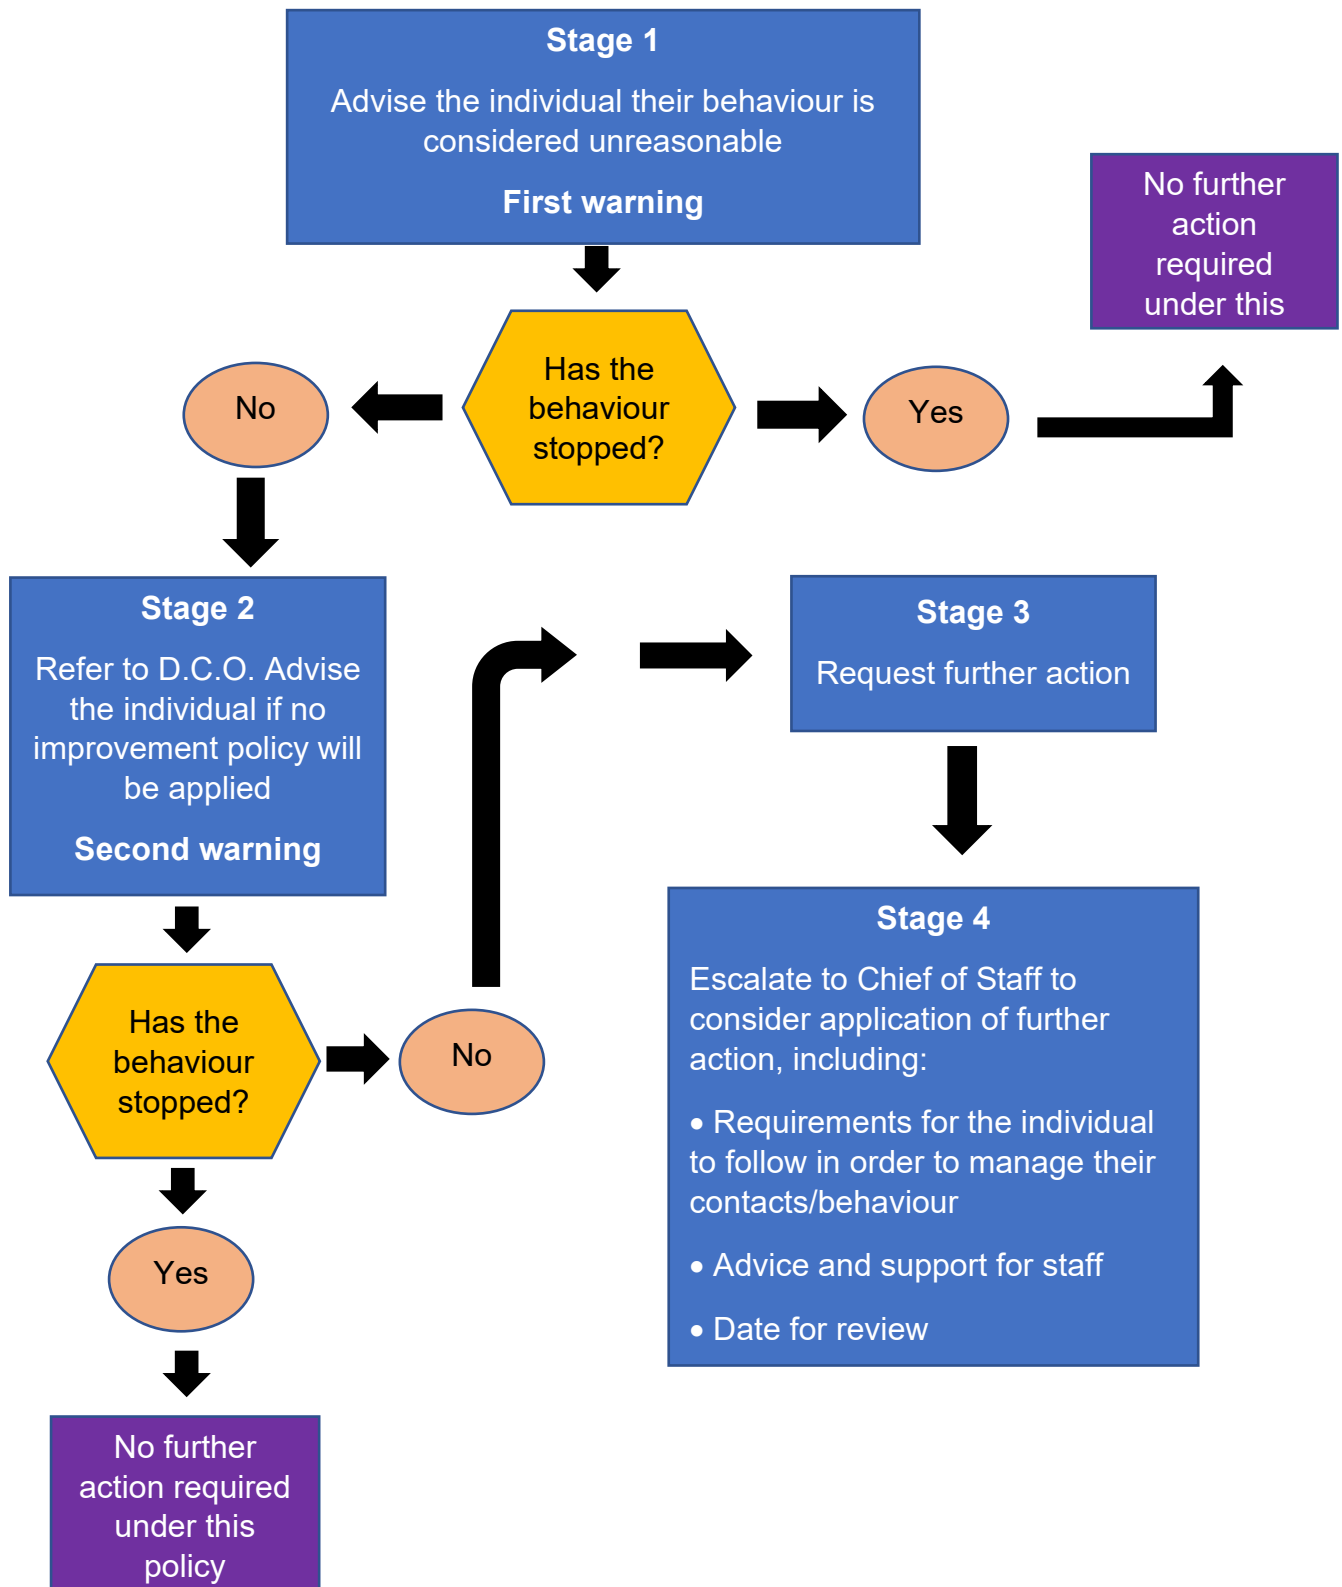 Stage 1
Advise the individual their behaviour is
considered unreasonable
First warning
No further
action
required
under this
Has the
behaviour
stopped?
No
Yes
Stage 2
Refer to D.C.O. Advise
the individual if no
improvement policy will
be applied
Second warning
Stage 3
Request further action
Has the
behaviour
stopped?
No
Yes
No further
action required
under this
policy
Stage 4
Escalate to Chief of Staff to
consider application of further
action, including:
• Requirements for the individual
to follow in order to manage their
contacts/behaviour
• Advice and support for staff
• Date for review